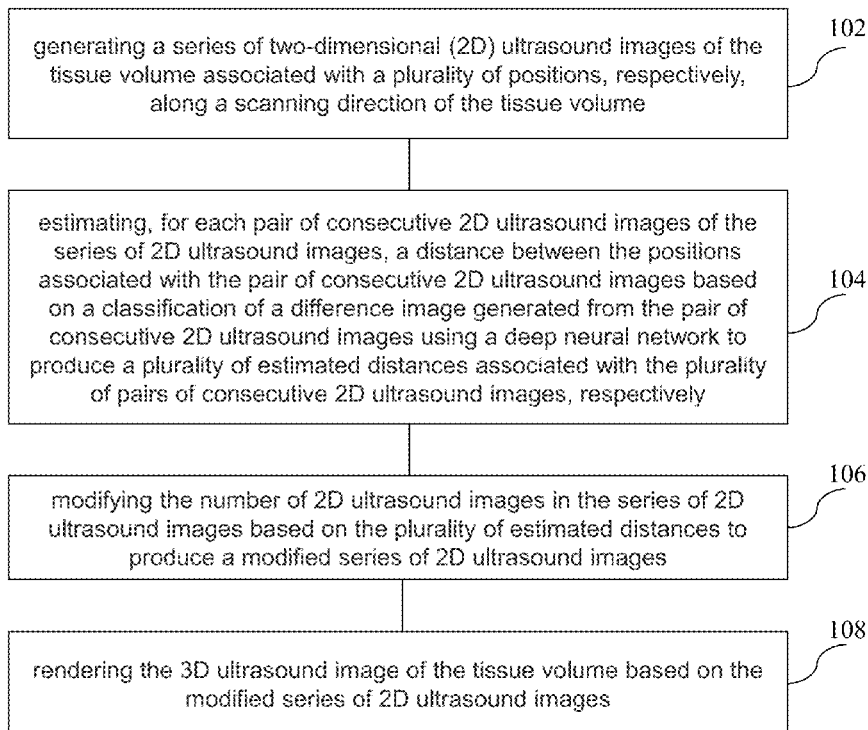 generating a series of two-dimensional (2D) ultrasound images of the
tissue volume associated with a plurality of positions, respectively,
along a scanning direction of the tissue volume
102
estimating, for each pair of consecutive 2D ultrasound images of the
series of 2D ultrasound images, a distance between the positions
associated with the pair of consecutive 2D ultrasound images based
on a classification of a difference image generated from the pair of
consecutive 2D ultrasound images using a deep neural network to
produce a plurality of estimated distances associated with the plurality
of pairs of consecutive 2D ultrasound images, respectively
104
modifying the number of 2D ultrasound images in the series of 2D
ultrasound images based on the plurality of estimated distances to
produce a modified series of 2D ultrasound images
106
rendering the 3D ultrasound image of the tissue volume based on the
modified series of 2D ultrasound images
108